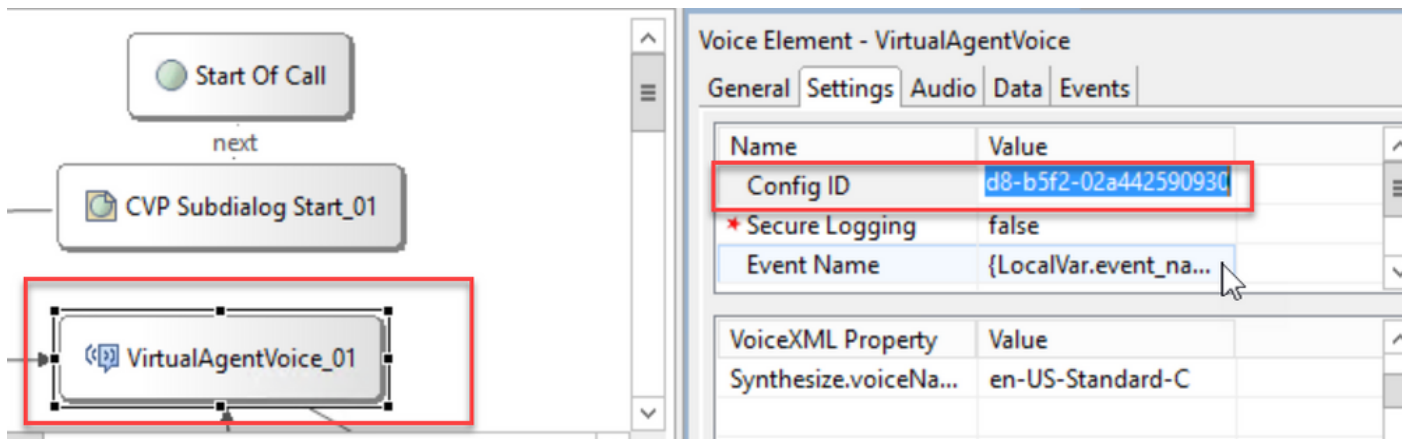 Start Of Call
next
CVP Subdialog Start_01
VirtualAgentVoice_01
Voice Element - VirtualAgentVoice
General Settings Audio Data Events
Name Value
Config ID d8-b5f2-02a442590930
* Secure Logging false
Event Name {LocalVar.event_na...
VoiceXML Property Value
Synthesize.voiceNa... en-US-Standard-C